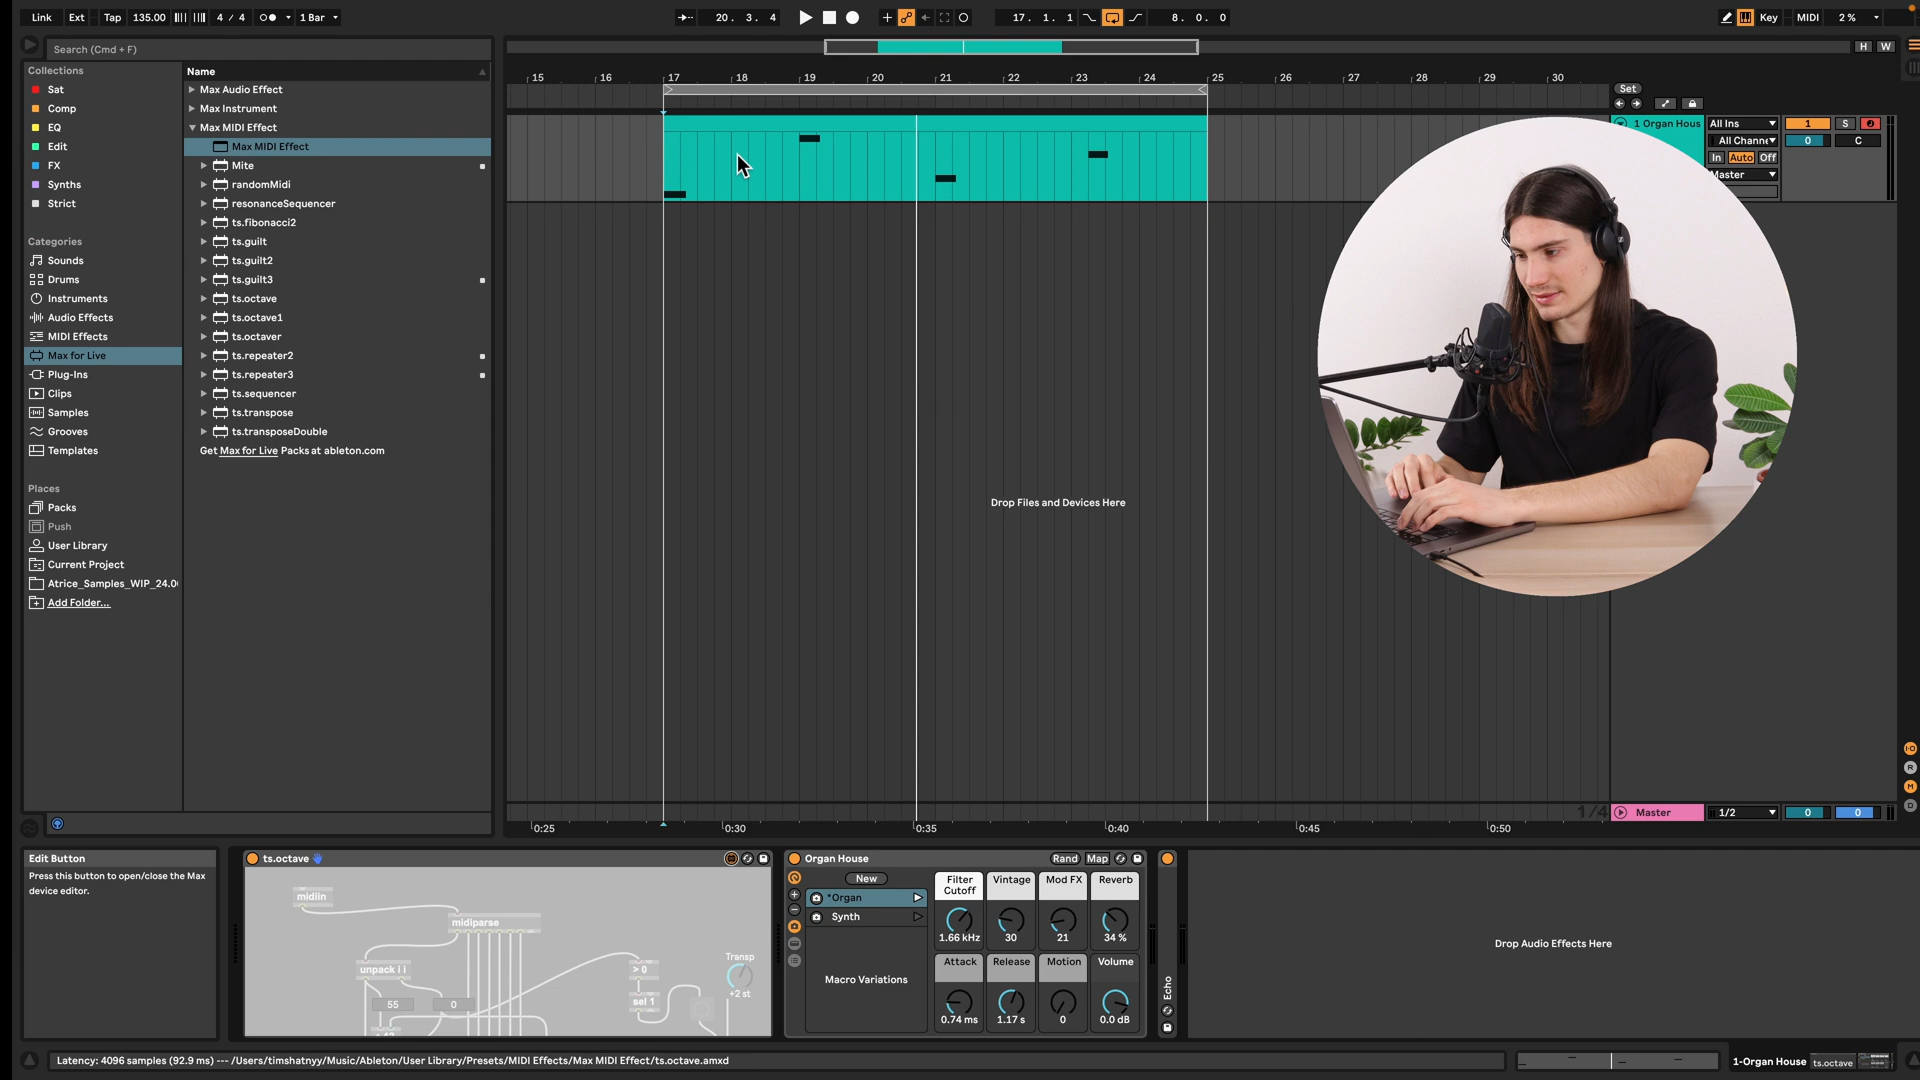 Link Ext Tap 135.00 4 / 4 1 Bar
20 . 3 . 4
17 . 1 . 1
8 . 0 . 0
Key MIDI 2 %
Search (Cmd + F)
H W
Collections
Sat
Comp
EQ
Edit
FX
Synths
Strict
Categories
Sounds
Drums
Instruments
Audio Effects
MIDI Effects
Max for Live
Plug-Ins
Clips
Samples
Grooves
Templates
Places
Packs
Push
User Library
Current Project
Atrice_Samples_WIP_24.0
Add Folder...
Name
Max Audio Effect
Max Instrument
Max MIDI Effect
Max MIDI Effect
Mite
randomMidi
resonanceSequencer
ts.fibonacci2
ts.guilt
ts.guilt2
ts.guilt3
ts.octave
ts.octave1
ts.octaver
ts.repeater2
ts.repeater3
ts.sequencer
ts.transpose
ts.transposeDouble
Get Max for Live Packs at ableton.com
15 16 17 18 19 20 21 22 23 24 25 26 27 28 29 30
Set
1 Organ Hous
All Ins
1 S
All Channe
0 C
In Auto Off
Master
Drop Files and Devices Here
1/4
Master
1/2
0 0
0:25 0:30 0:35 0:40 0:45 0:50
I·O
R
M
D
Edit Button
Press this button to open/close the Max
device editor.
ts.octave
midiin
midiparse
unpack i i
55 0
> 0
sel 1
Transp
+2 st
Organ House
Rand Map
New
*Organ
Synth
Macro Variations
Filter
Cutoff
Vintage Mod FX Reverb
1.66 kHz 30 21 34 %
Attack Release Motion Volume
0.74 ms 1.17 s 0 0.0 dB
Echo
Drop Audio Effects Here
Latency: 4096 samples (92.9 ms) --- /Users/timshatnyy/Music/Ableton/User Library/Presets/MIDI Effects/Max MIDI Effect/ts.octave.amxd
1-Organ House
ts.octave